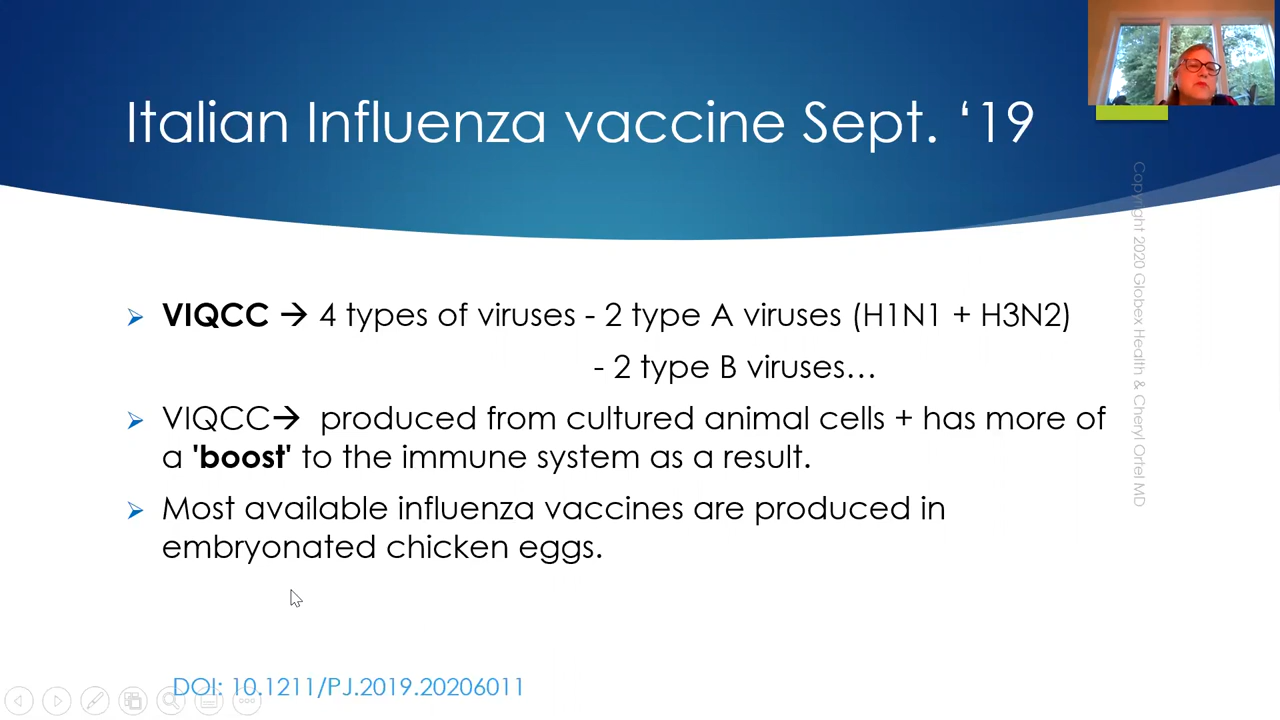 Italian Influenza vaccine Sept. ‘19
➢ VIQCC → 4 types of viruses - 2 type A viruses (H1N1 + H3N2)
- 2 type B viruses…
➢ VIQCC→ produced from cultured animal cells + has more of
a 'boost' to the immune system as a result.
➢ Most available influenza vaccines are produced in
embryonated chicken eggs.
DOI: 10.1211/PJ.2019.20206011
Copyright 2020 Globex Health & Cheryl Ortel MD